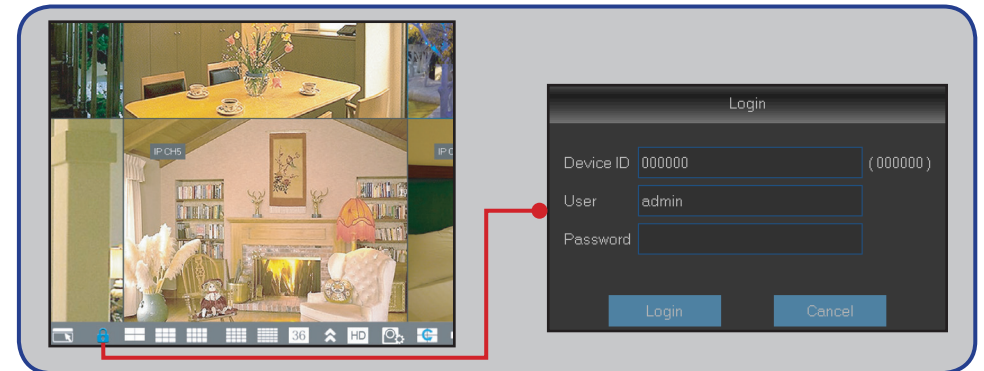 IP CH5
IP C
36
HD
Login
Device ID 000000 (000000)
User admin
Password
Login Cancel